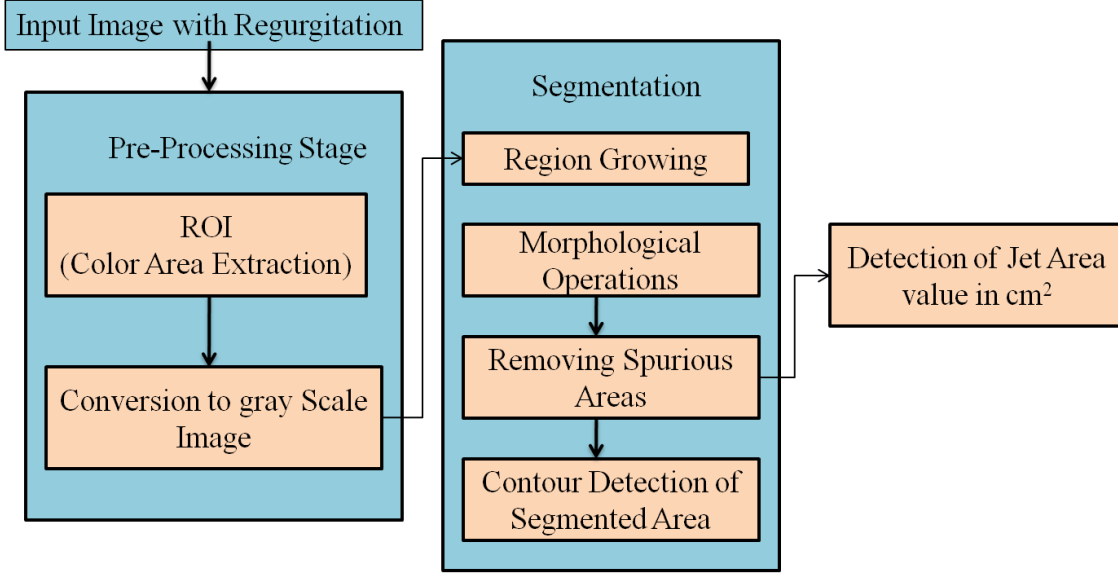 Input Image with Regurgitation
Pre-Processing Stage
ROI
(Color Area Extraction)
Conversion to gray Scale
Image
Segmentation
Region Growing
Morphological
Operations
Removing Spurious
Areas
Contour Detection of
Segmented Area
Detection of Jet Area
value in cm²